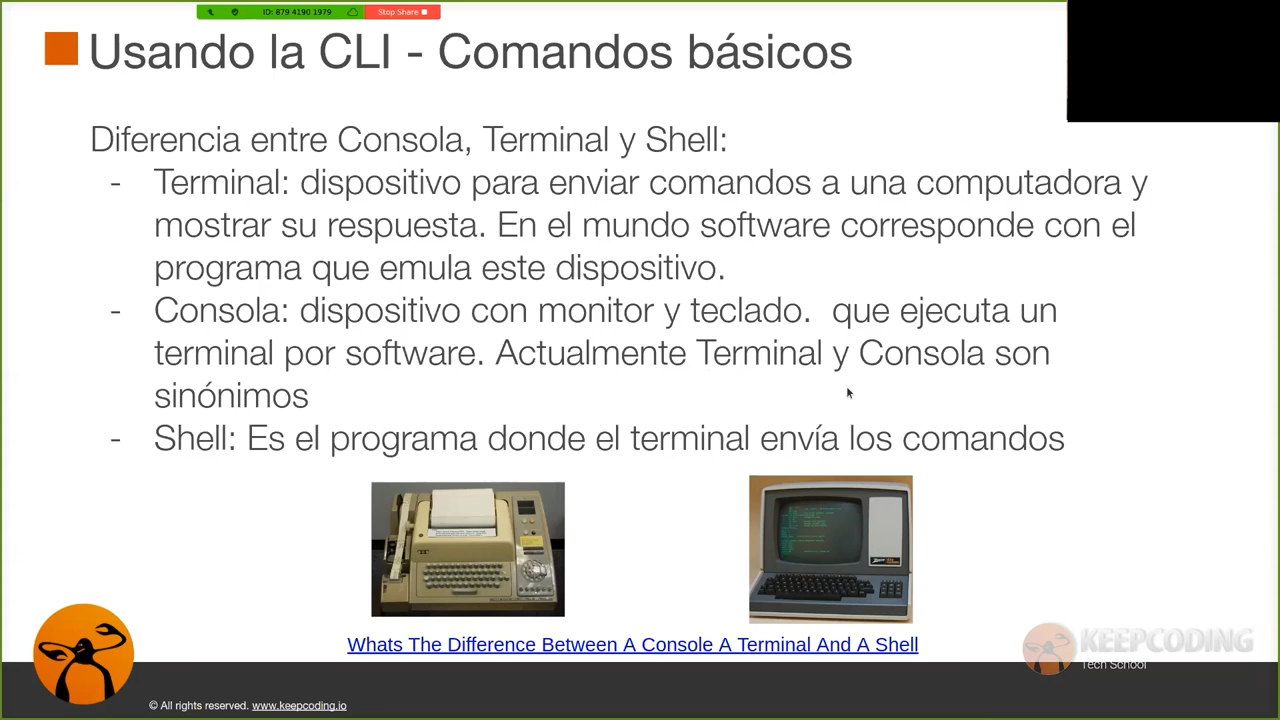 ID: 879 4190 1979
Stop Share
Usando la CLI - Comandos básicos
Diferencia entre Consola, Terminal y Shell:
- Terminal: dispositivo para enviar comandos a una computadora y
mostrar su respuesta. En el mundo software corresponde con el
programa que emula este dispositivo.
- Consola: dispositivo con monitor y teclado.  que ejecuta un
terminal por software. Actualmente Terminal y Consola son
sinónimos
- Shell: Es el programa donde el terminal envía los comandos
Whats The Difference Between A Console A Terminal And A Shell
KEEPCODING
Tech School
© All rights reserved. www.keepcoding.io